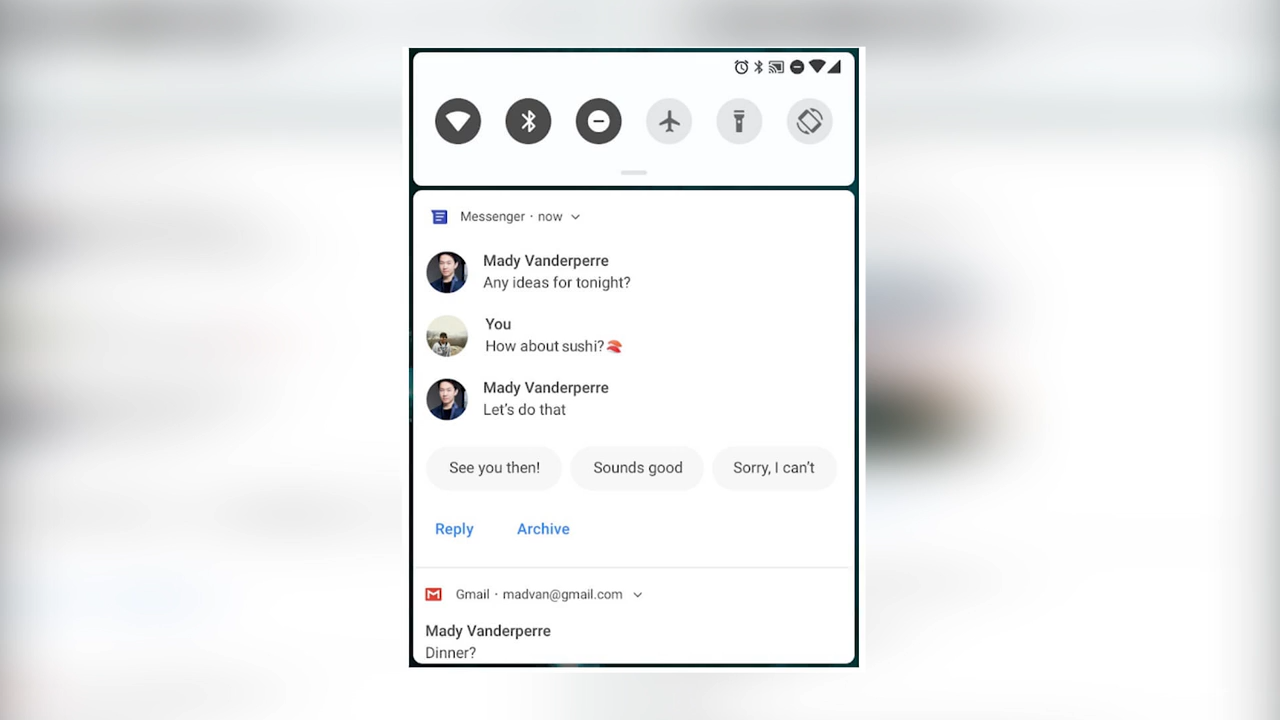 Messenger · now
Mady Vanderperre
Any ideas for tonight?
You
How about sushi?🍣
Mady Vanderperre
Let’s do that
See you then! Sounds good Sorry, I can’t
Reply Archive
Gmail · madvan@gmail.com
Mady Vanderperre
Dinner?